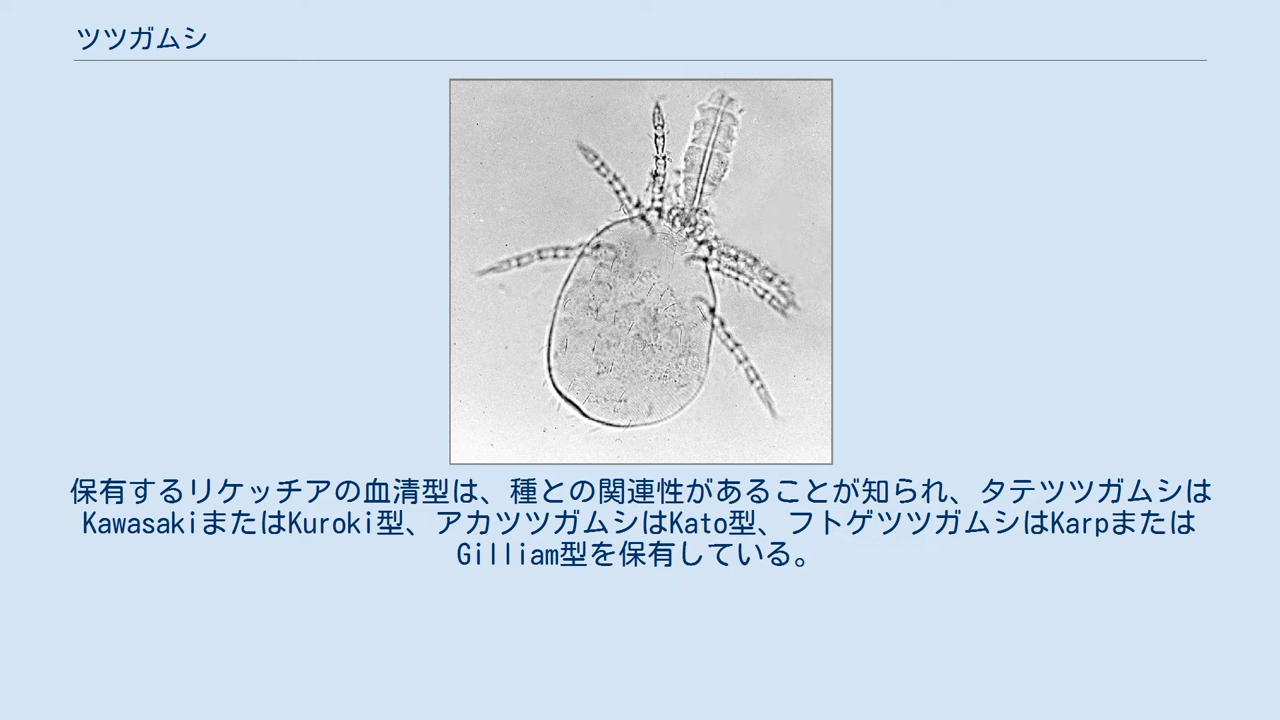 ツツガムシ
保有するリケッチアの血清型は、種との関連性があることが知られ、タテツツガムシは
KawasakiまたはKuroki型、アカツツガムシはKato型、フトゲツツガムシはKarpまたは
Gilliam型を保有している。